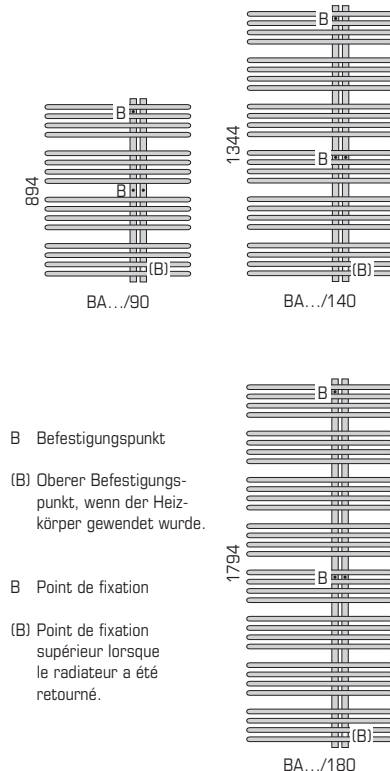 B
B
894
(B)
BA.../90
B
B
1344
(B)
BA.../140
B Befestigungspunkt
(B) Oberer Befestigungs-
punkt, wenn der Heiz-
körper gewendet wurde.
B Point de fixation
(B) Point de fixation
supérieur lorsque
le radiateur a été
retourné.
B
B
1794
(B)
BA.../180